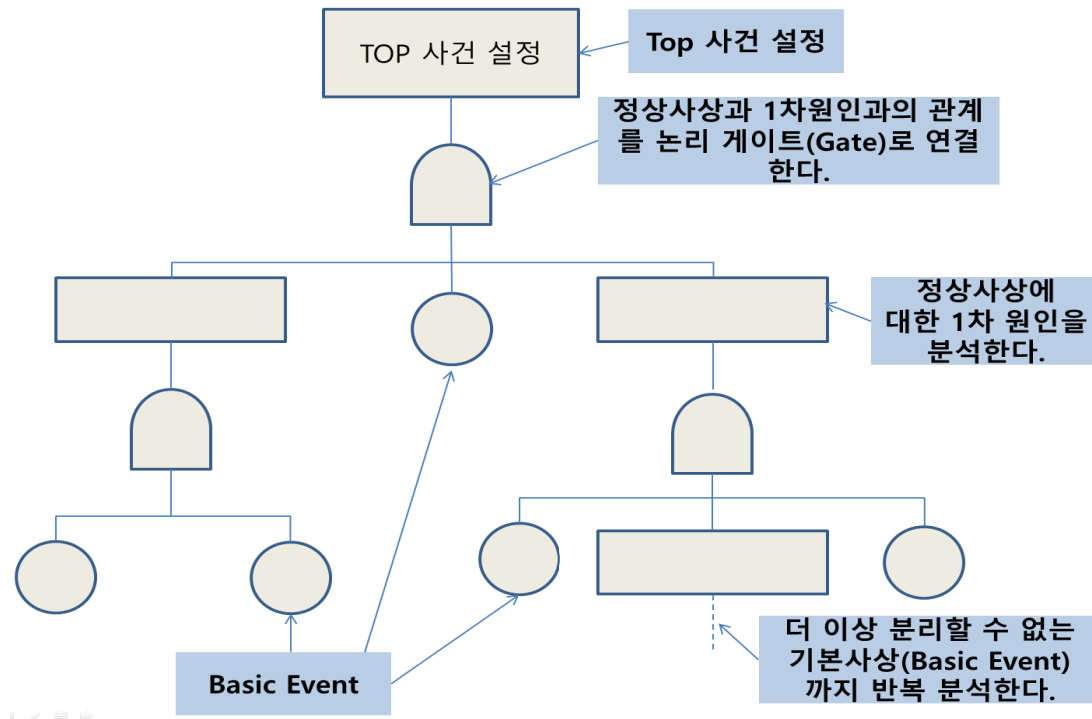 TOP 사건 설정
Top 사건 설정
정상사상과 1차원인과의 관계
를 논리 게이트(Gate)로 연결
한다.
정상사상에
대한 1차 원인을
분석한다.
더 이상 분리할 수 없는
기본사상(Basic Event)
까지 반복 분석한다.
Basic Event